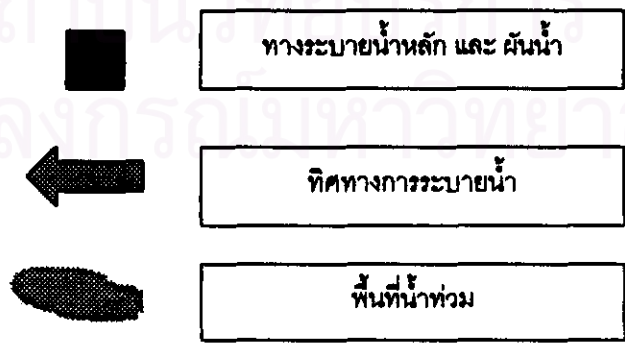 ทางระบายน้ำหลัก และ ผันน้ำ
ทิศทางการระบายน้ำ
พื้นที่น้ำท่วม